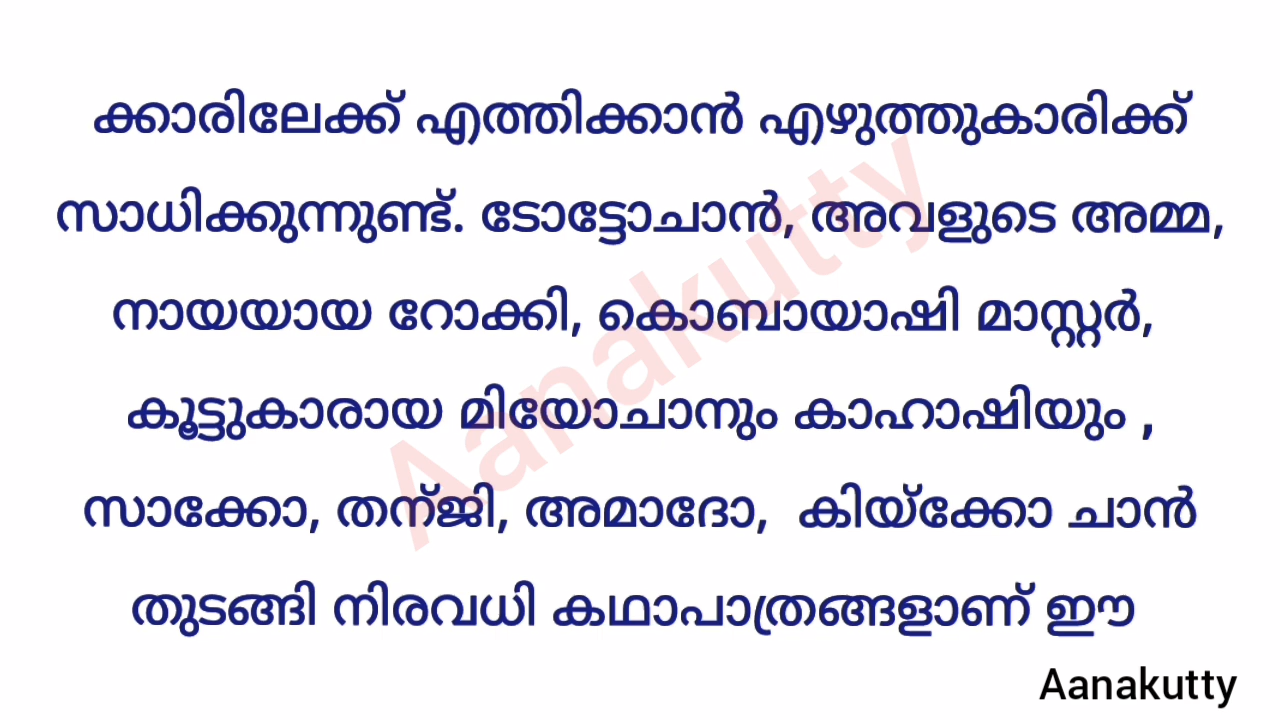 ക്കാരിലേക്ക് എത്തിക്കാൻ എഴുത്തുകാരിക്ക്
സാധിക്കുന്നുണ്ട്. ടോട്ടോചാൻ, അവളുടെ അമ്മ,
നായയായ റോക്കി, കൊബായാഷി മാസ്റ്റർ,
കൂട്ടുകാരായ മിയോചാനും കാഹാഷിയും ,
സാക്കോ, തന്ജി, അമാദോ, കിയ്ക്കോ ചാൻ
തുടങ്ങി നിരവധി കഥാപാത്രങ്ങളാണ് ഈ
Aanakutty
Aanakutty